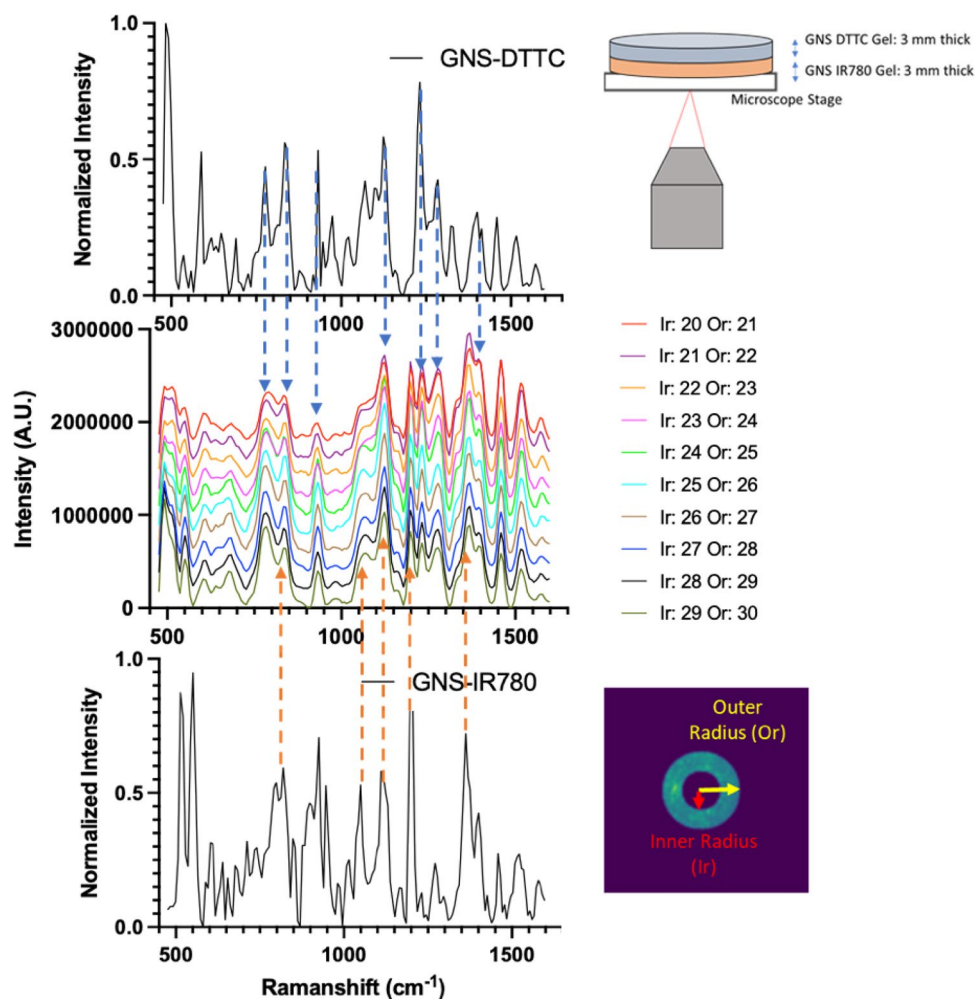 1.0
0.5
0.0
Normalized Intensity
GNS-DTTC
500
1000
1500
GNS DTTC Gel: 3 mm thick
GNS IR780 Gel: 3 mm thick
Microscope Stage
3000000
2000000
1000000
0
Intensity (A.U.)
500
1000
1500
Ir: 20 Or: 21
Ir: 21 Or: 22
Ir: 22 Or: 23
Ir: 23 Or: 24
Ir: 24 Or: 25
Ir: 25 Or: 26
Ir: 26 Or: 27
Ir: 27 Or: 28
Ir: 28 Or: 29
Ir: 29 Or: 30
1.0
0.5
0.0
Normalized Intensity
GNS-IR780
500
1000
1500
Ramanshift (cm⁻¹)
Outer
Radius (Or)
Inner Radius
(Ir)